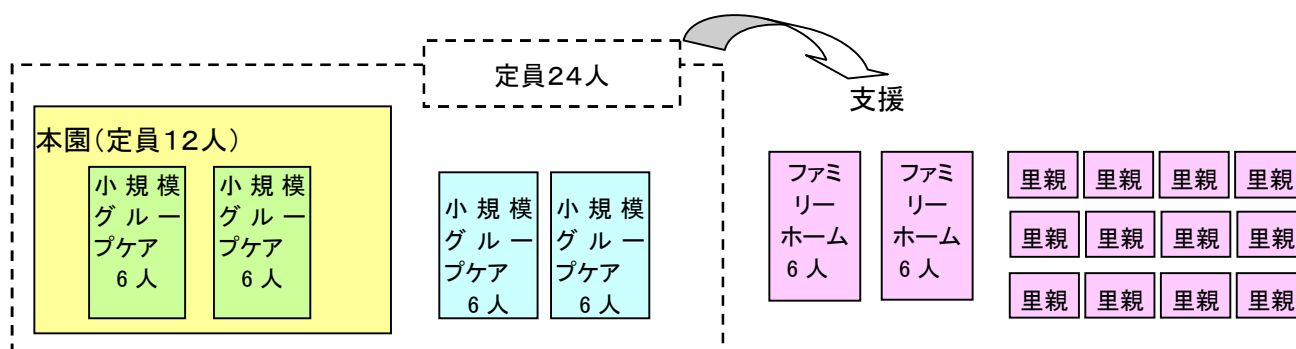 定員24人
支援
本園(定員12人)
小規模
グルー
プケア
6人
小規模
グルー
プケア
6人
小規模
グルー
プケア
6人
小規模
グルー
プケア
6人
ファミ
リー
ホーム
6人
ファミ
リー
ホーム
6人
里親 里親 里親 里親
里親 里親 里親 里親
里親 里親 里親 里親